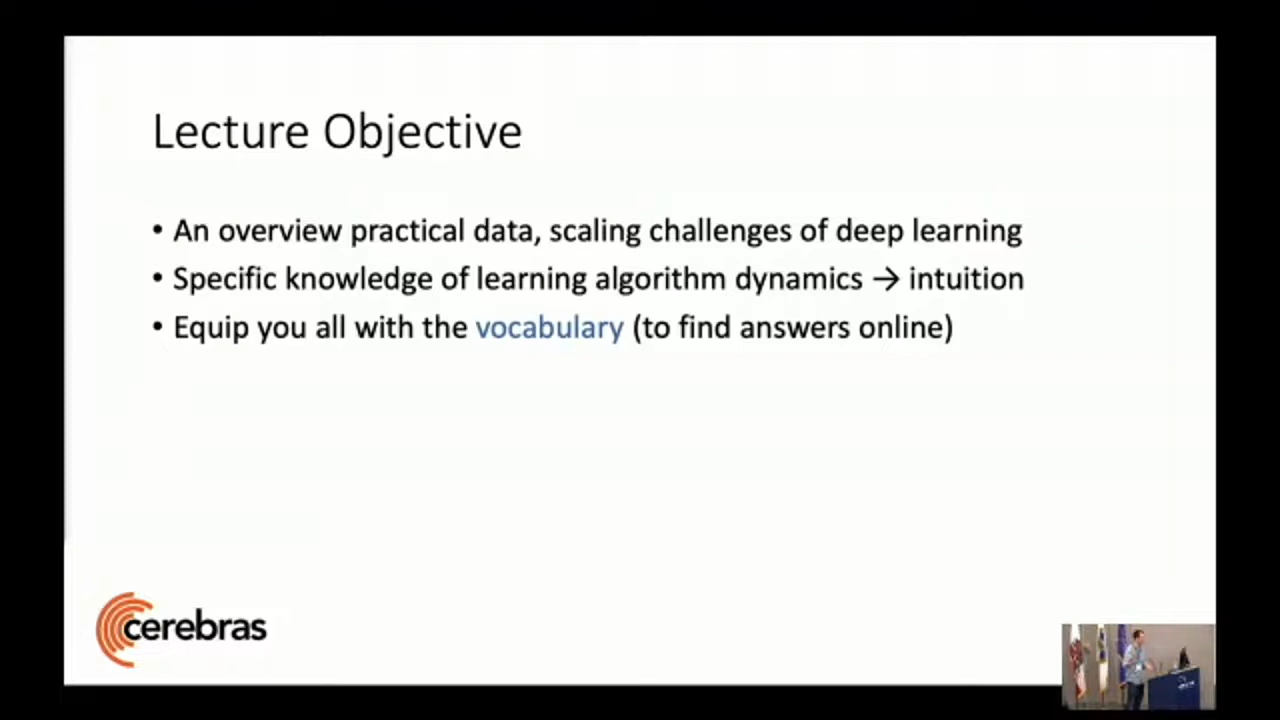 Lecture Objective
• An overview practical data, scaling challenges of deep learning
• Specific knowledge of learning algorithm dynamics → intuition
• Equip you all with the vocabulary (to find answers online)
cerebras